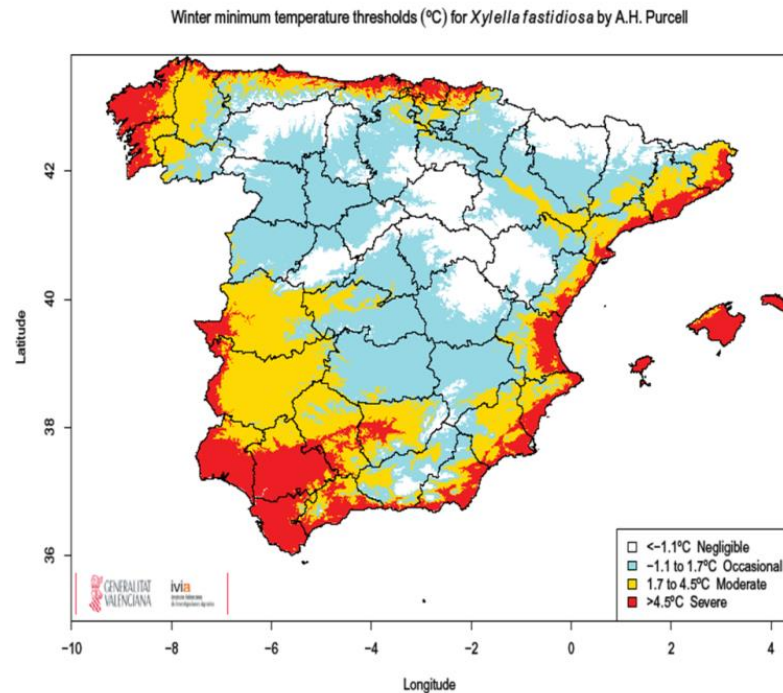 Winter minimum temperature thresholds (ºC) for Xylella fastidiosa by A.H. Purcell
Latitude
42
40
38
36
<−1.1ºC Negligible
−1.1 to 1.7ºC Occasional
1.7 to 4.5ºC Moderate
>4.5ºC Severe
GENERALITAT
VALENCIANA
ivia
−10
−8
−6
−4
−2
0
2
4
Longitude